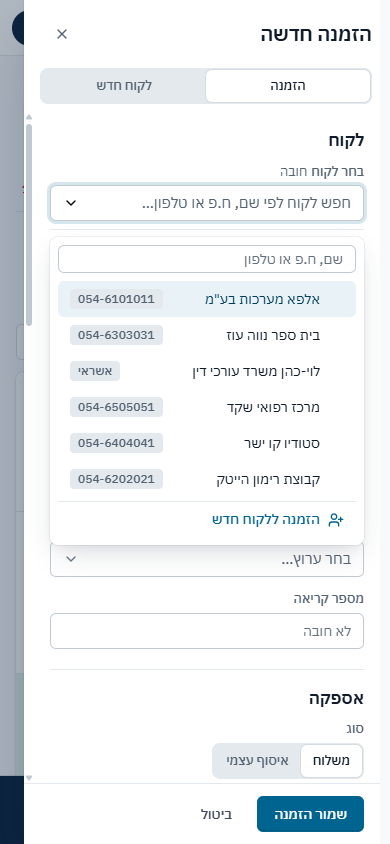 הזמנה חדשה
הזמנה
לקוח חדש
לקוח
בחר לקוח חובה
חפש לקוח לפי שם, ח.פ או טלפון...
שם, ח.פ או טלפון
אלפא מערכות בע"מ 054-6101011
בית ספר נווה עוז 054-6303031
לוי-כהן משרד עורכי דין אשראי
מרכז רפואי שקד 054-6505051
סטודיו קו ישר 054-6404041
קבוצת רימון הייטק 054-6202021
הזמנה ללקוח חדש
בחר ערוץ...
מספר קריאה
לא חובה
אספקה
סוג
משלוח
איסוף עצמי
שמור הזמנה
ביטול